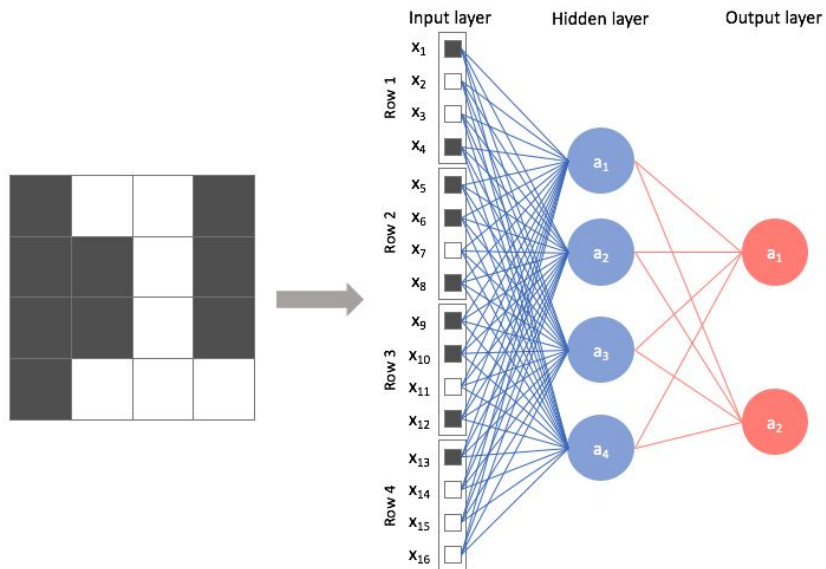 Input layer
Hidden layer
Output layer
Row 1
x₁
x₂
x₃
x₄
Row 2
x₅
x₆
x₇
x₈
Row 3
x₉
x₁₀
x₁₁
x₁₂
Row 4
x₁₃
x₁₄
x₁₅
x₁₆
a₁
a₂
a₃
a₄
a₁
a₂